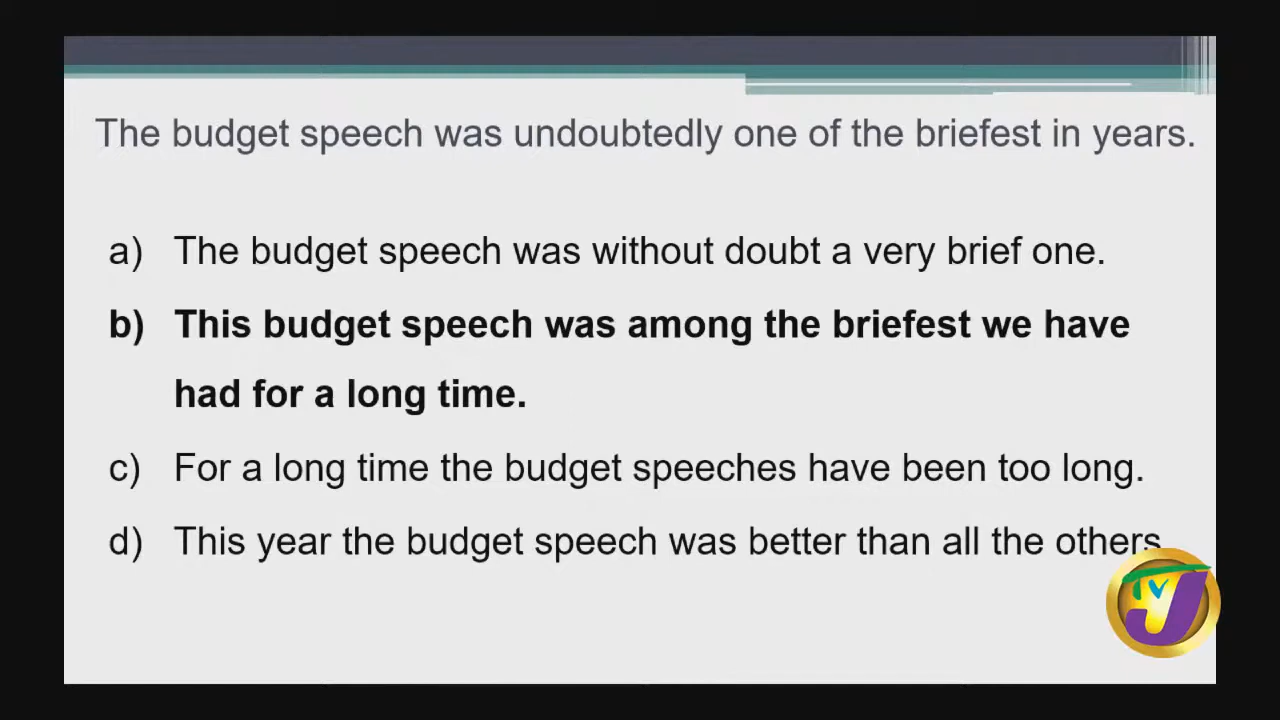 The budget speech was undoubtedly one of the briefest in years.
a) The budget speech was without doubt a very brief one.
b) This budget speech was among the briefest we have
had for a long time.
c) For a long time the budget speeches have been too long.
d) This year the budget speech was better than all the others
TVJ